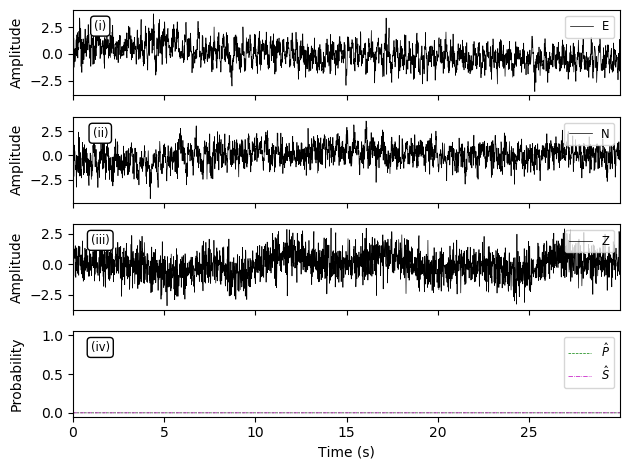 (i)
E
Amplitude
2.5
0.0
−2.5
(ii)
N
Amplitude
2.5
0.0
−2.5
(iii)
Z
Amplitude
2.5
0.0
−2.5
(iv)
P̂
Ŝ
Probability
1.0
0.5
0.0
0 5 10 15 20 25
Time (s)